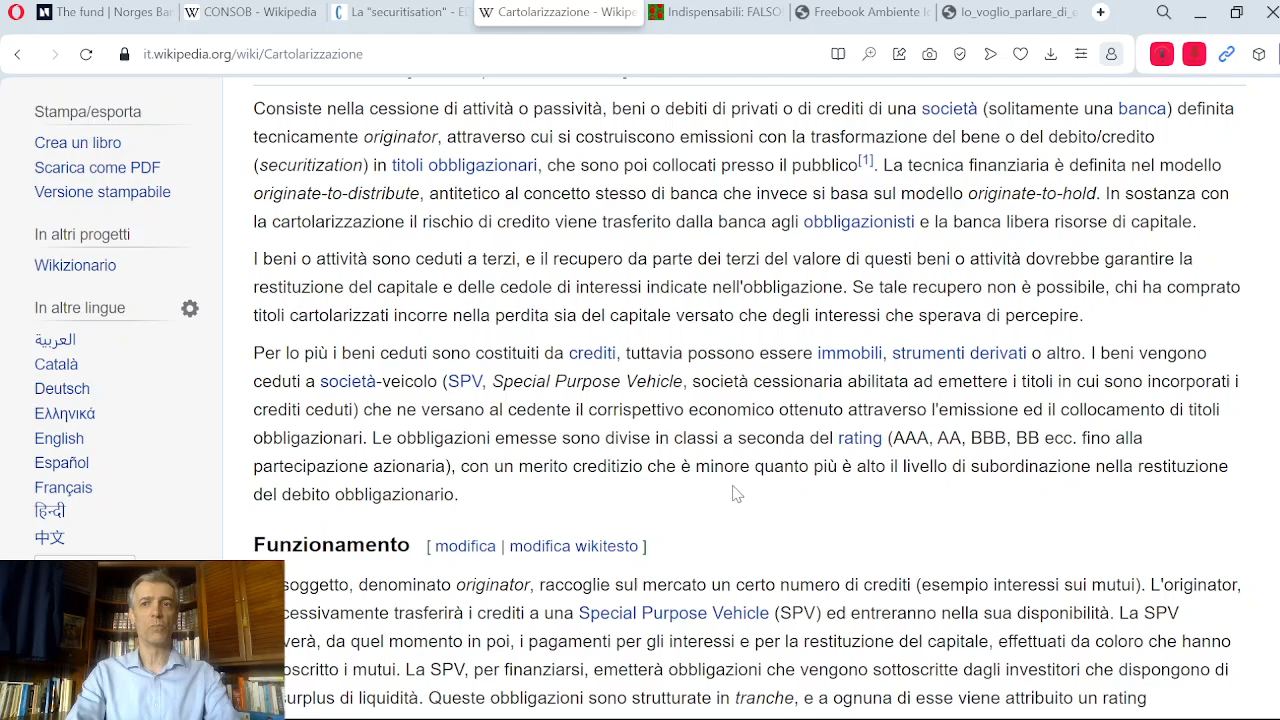 The fund | Norges Ban
CONSOB - Wikipedia
La "securitisation" - EC
Cartolarizzazione - Wikipe
Indispensabili: FALSO
Freebook Ambiente Id
Io_voglio_parlare_di_e
it.wikipedia.org/wiki/Cartolarizzazione
Stampa/esporta
Crea un libro
Scarica come PDF
Versione stampabile
In altri progetti
Wikizionario
In altre lingue
العربية
Català
Deutsch
Ελληνικά
English
Español
Français
हिन्दी
中文
Consiste nella cessione di attività o passività, beni o debiti di privati o di crediti di una società (solitamente una banca) definita
tecnicamente originator, attraverso cui si costruiscono emissioni con la trasformazione del bene o del debito/credito
(securitization) in titoli obbligazionari, che sono poi collocati presso il pubblico[1]. La tecnica finanziaria è definita nel modello
originate-to-distribute, antitetico al concetto stesso di banca che invece si basa sul modello originate-to-hold. In sostanza con
la cartolarizzazione il rischio di credito viene trasferito dalla banca agli obbligazionisti e la banca libera risorse di capitale.
I beni o attività sono ceduti a terzi, e il recupero da parte dei terzi del valore di questi beni o attività dovrebbe garantire la
restituzione del capitale e delle cedole di interessi indicate nell'obbligazione. Se tale recupero non è possibile, chi ha comprato
titoli cartolarizzati incorre nella perdita sia del capitale versato che degli interessi che sperava di percepire.
Per lo più i beni ceduti sono costituiti da crediti, tuttavia possono essere immobili, strumenti derivati o altro. I beni vengono
ceduti a società-veicolo (SPV, Special Purpose Vehicle, società cessionaria abilitata ad emettere i titoli in cui sono incorporati i
crediti ceduti) che ne versano al cedente il corrispettivo economico ottenuto attraverso l'emissione ed il collocamento di titoli
obbligazionari. Le obbligazioni emesse sono divise in classi a seconda del rating (AAA, AA, BBB, BB ecc. fino alla
partecipazione azionaria), con un merito creditizio che è minore quanto più è alto il livello di subordinazione nella restituzione
del debito obbligazionario.
Funzionamento [ modifica | modifica wikitesto ]
soggetto, denominato originator, raccoglie sul mercato un certo numero di crediti (esempio interessi sui mutui). L'originator,
cessivamente trasferirà i crediti a una Special Purpose Vehicle (SPV) ed entreranno nella sua disponibilità. La SPV
verà, da quel momento in poi, i pagamenti per gli interessi e per la restituzione del capitale, effettuati da coloro che hanno
oscritto i mutui. La SPV, per finanziarsi, emetterà obbligazioni che vengono sottoscritte dagli investitori che dispongono di
surplus di liquidità. Queste obbligazioni sono strutturate in tranche, e a ognuna di esse viene attribuito un rating